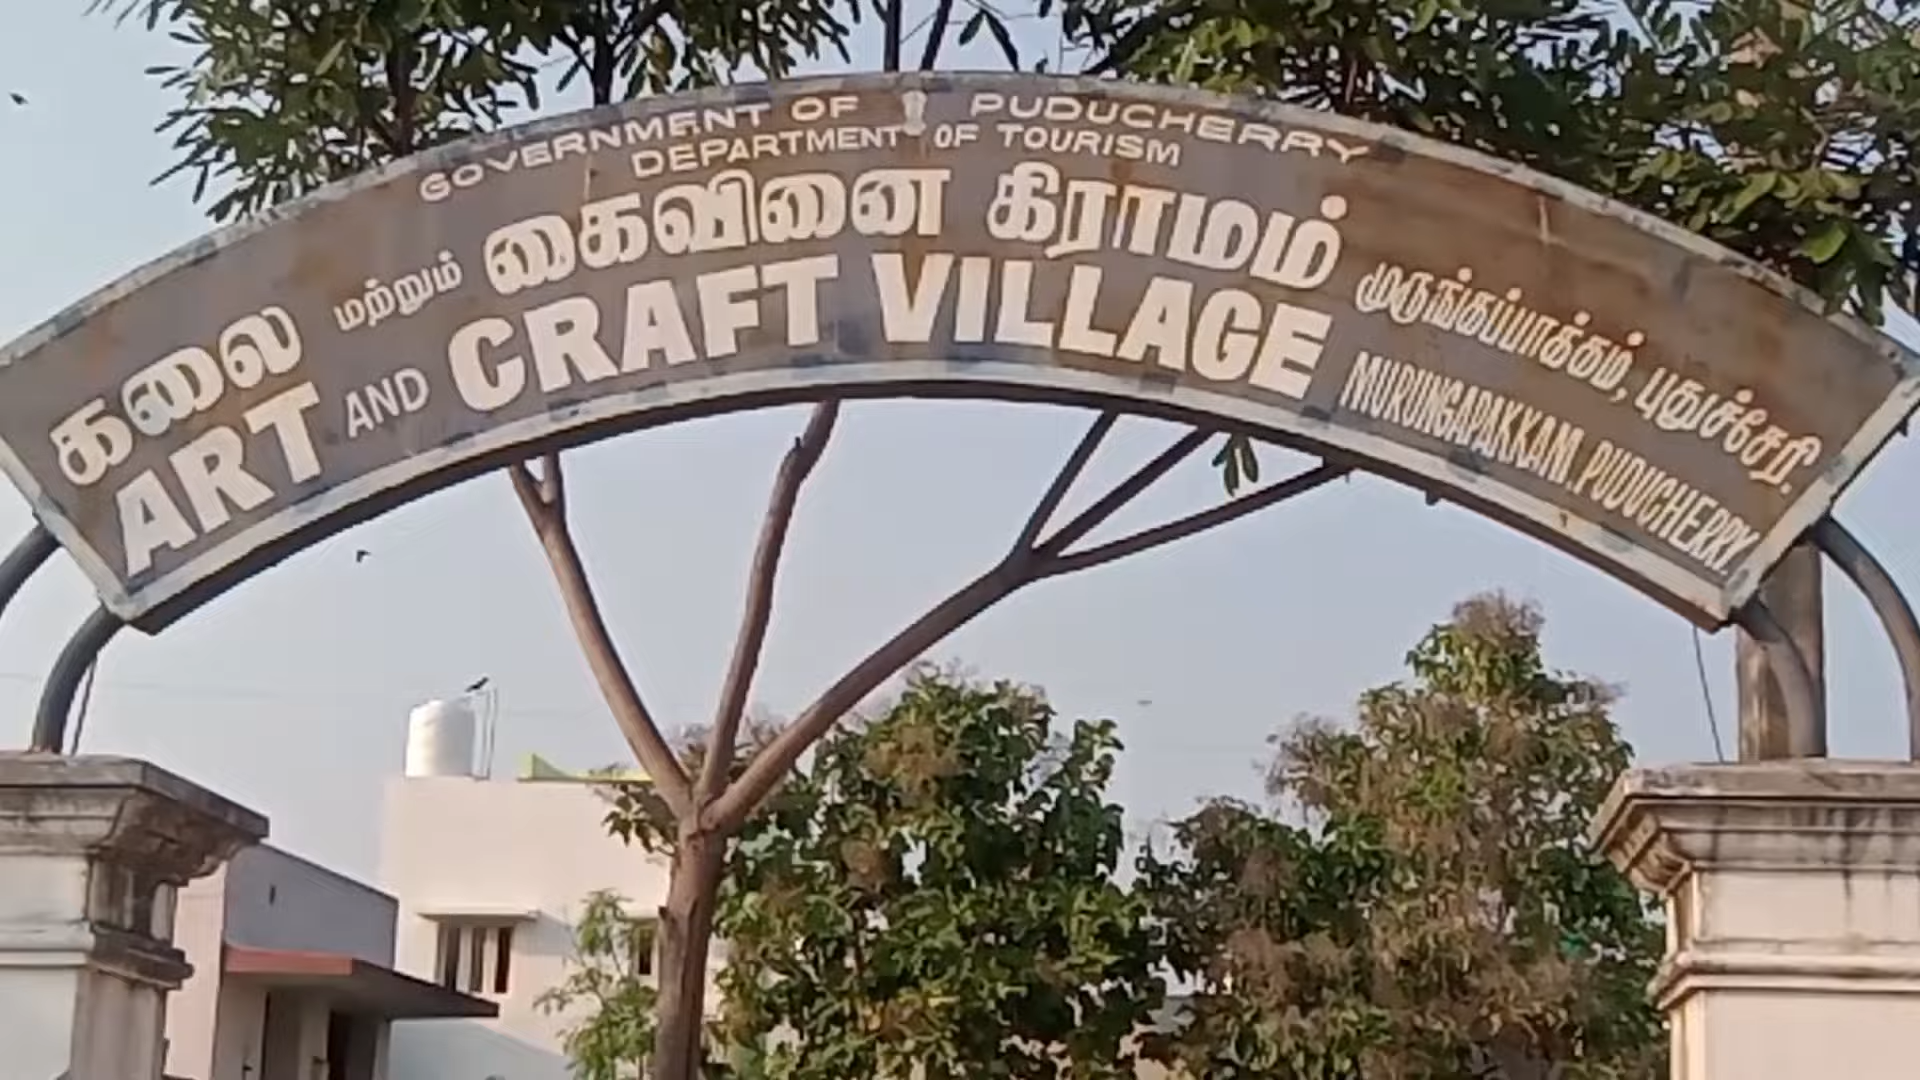 GOVERNMENT OF PUDUCHERRY
DEPARTMENT OF TOURISM
கலை மற்றும் கைவினை கிராமம் முருங்கப்பாக்கம், புதுச்சேரி.
ART AND CRAFT VILLAGE MURUNGAPAKKAM. PUDUCHERRY.